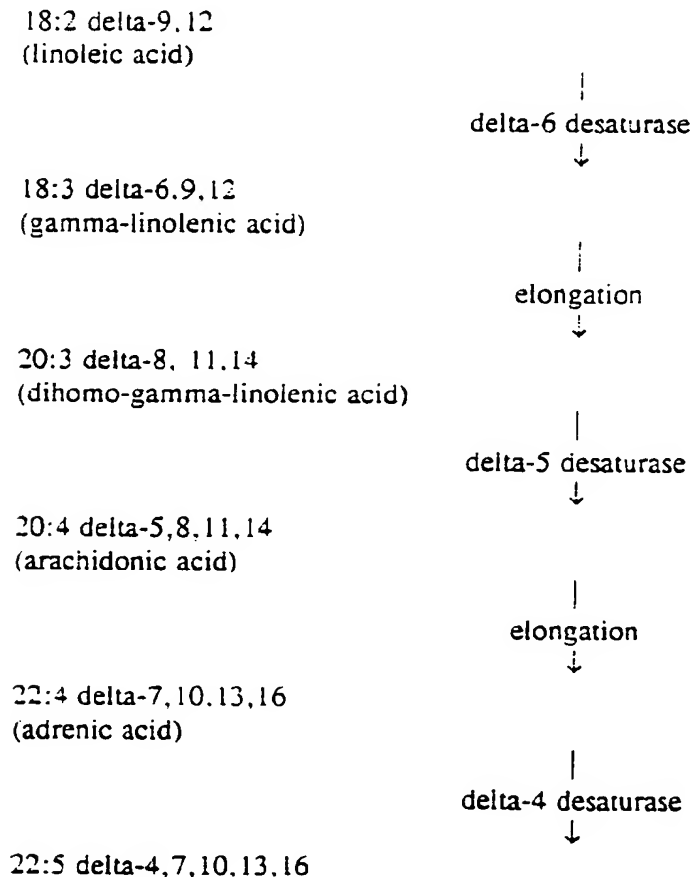 18:2 delta-9,12
(linoleic acid)
delta-6 desaturase
18:3 delta-6.9,12
(gamma-linolenic acid)
elongation
20:3 delta-8, 11,14
(dihomo-gamma-linolenic acid)
delta-5 desaturase
20:4 delta-5,8,11,14
(arachidonic acid)
elongation
22:4 delta-7,10.13,16
(adrenic acid)
delta-4 desaturase
22:5 delta-4,7,10,13,16